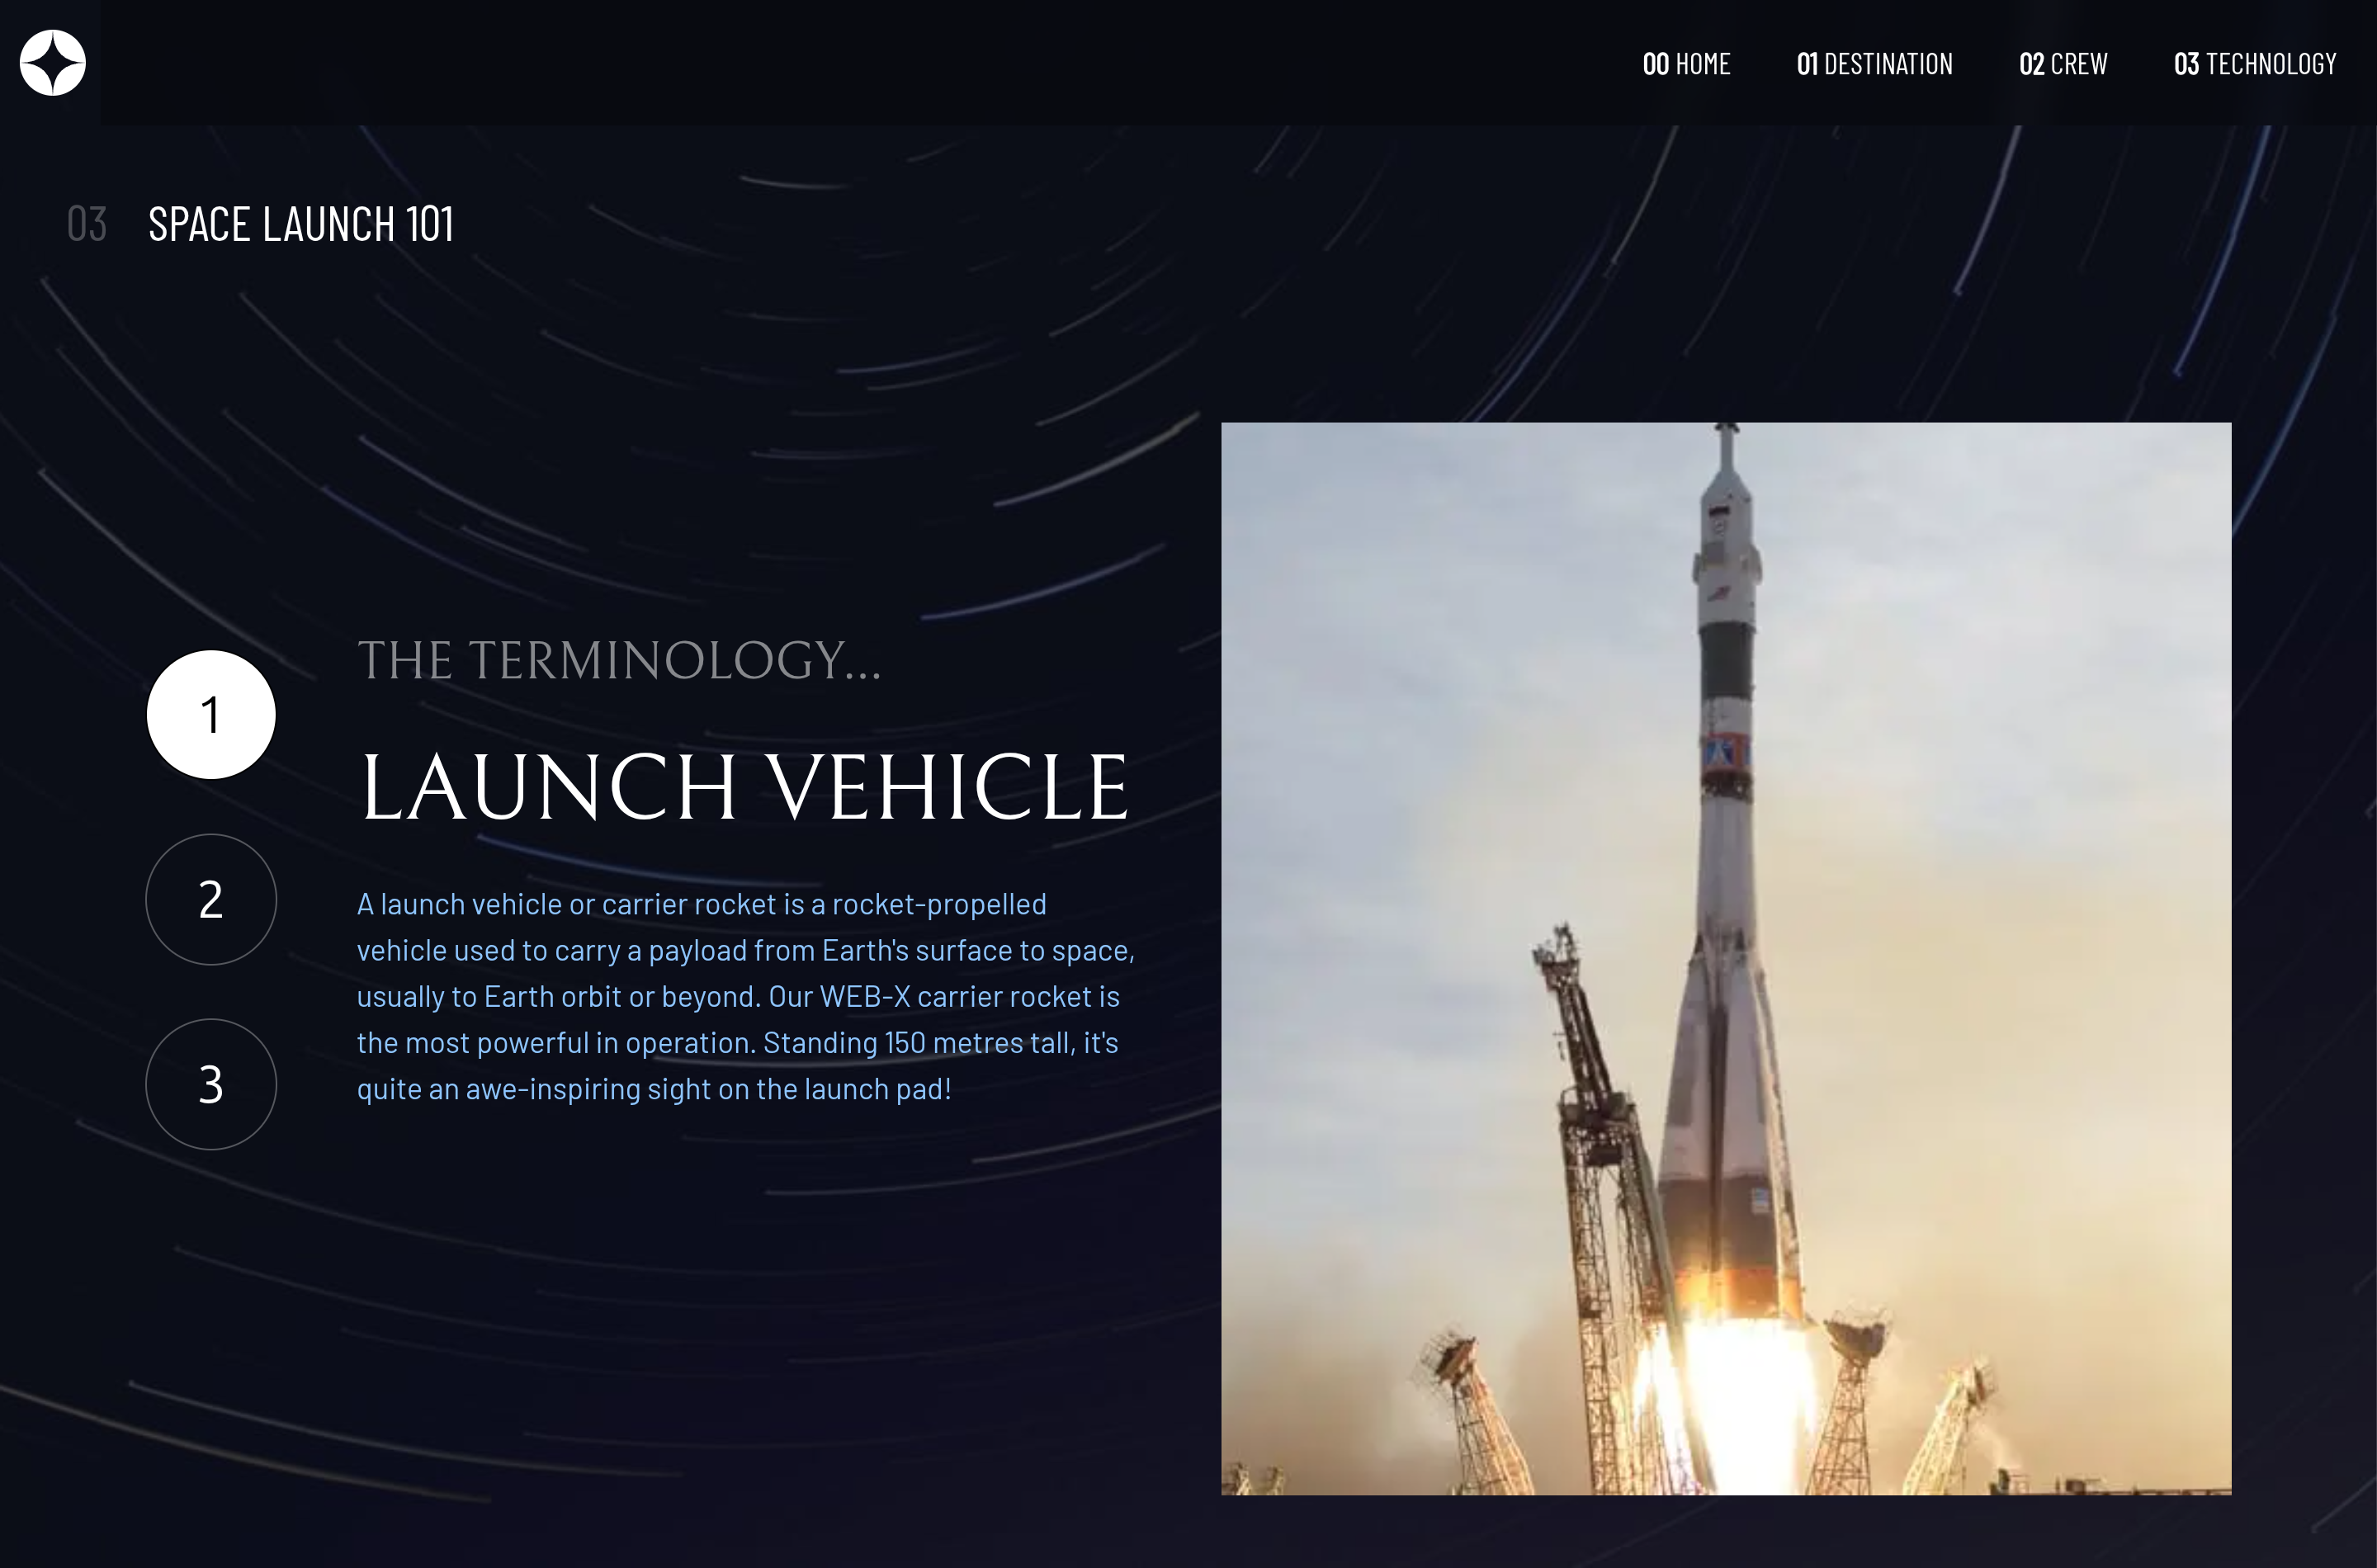 00 HOME
01 DESTINATION
02 CREW
03 TECHNOLOGY
03 SPACE LAUNCH 101
1
2
3
THE TERMINOLOGY...
LAUNCH VEHICLE
A launch vehicle or carrier rocket is a rocket-propelled
vehicle used to carry a payload from Earth's surface to space,
usually to Earth orbit or beyond. Our WEB-X carrier rocket is
the most powerful in operation. Standing 150 metres tall, it's
quite an awe-inspiring sight on the launch pad!